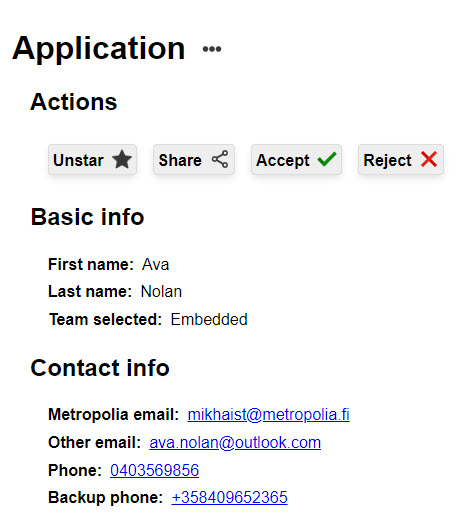 Application
Actions
Unstar Share Accept Reject
Basic info
First name: Ava
Last name: Nolan
Team selected: Embedded
Contact info
Metropolia email: mikhaist@metropolia.fi
Other email: ava.nolan@outlook.com
Phone: 0403569856
Backup phone: +358409652365